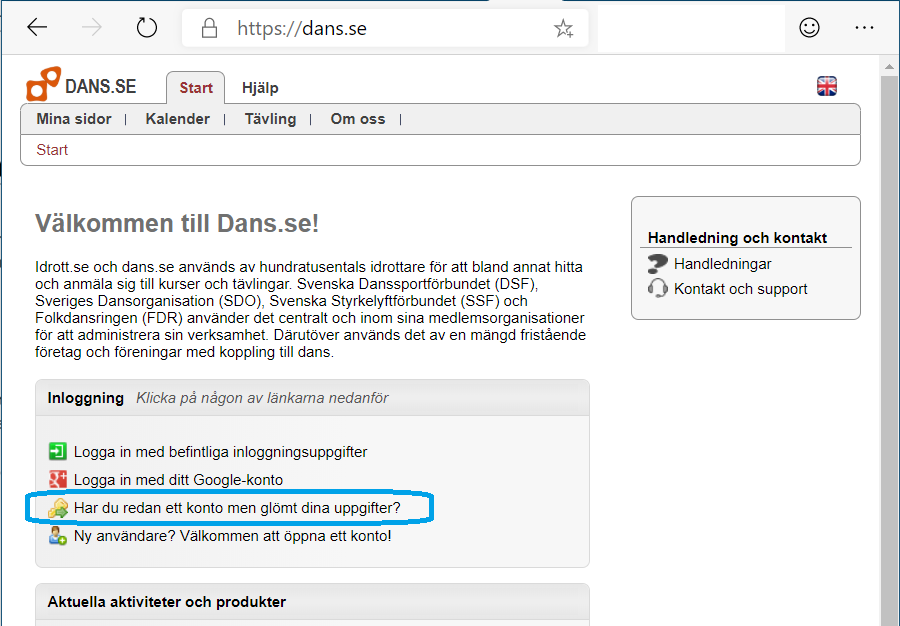 https://dans.se
DANS.SE
Start
Hjälp
Mina sidor | Kalender | Tävling | Om oss |
Start
Välkommen till Dans.se!
Idrott.se och dans.se används av hundratusentals idrottare för att bland annat hitta
och anmäla sig till kurser och tävlingar. Svenska Danssportförbundet (DSF),
Sveriges Dansorganisation (SDO), Svenska Styrkelyftförbundet (SSF) och
Folkdansringen (FDR) använder det centralt och inom sina medlemsorganisationer
för att administrera sin verksamhet. Därutöver används det av en mängd fristående
företag och föreningar med koppling till dans.
Inloggning Klicka på någon av länkarna nedanför
Logga in med befintliga inloggningsuppgifter
Logga in med ditt Google-konto
Har du redan ett konto men glömt dina uppgifter?
Ny användare? Välkommen att öppna ett konto!
Aktuella aktiviteter och produkter
Handledning och kontakt
Handledningar
Kontakt och support